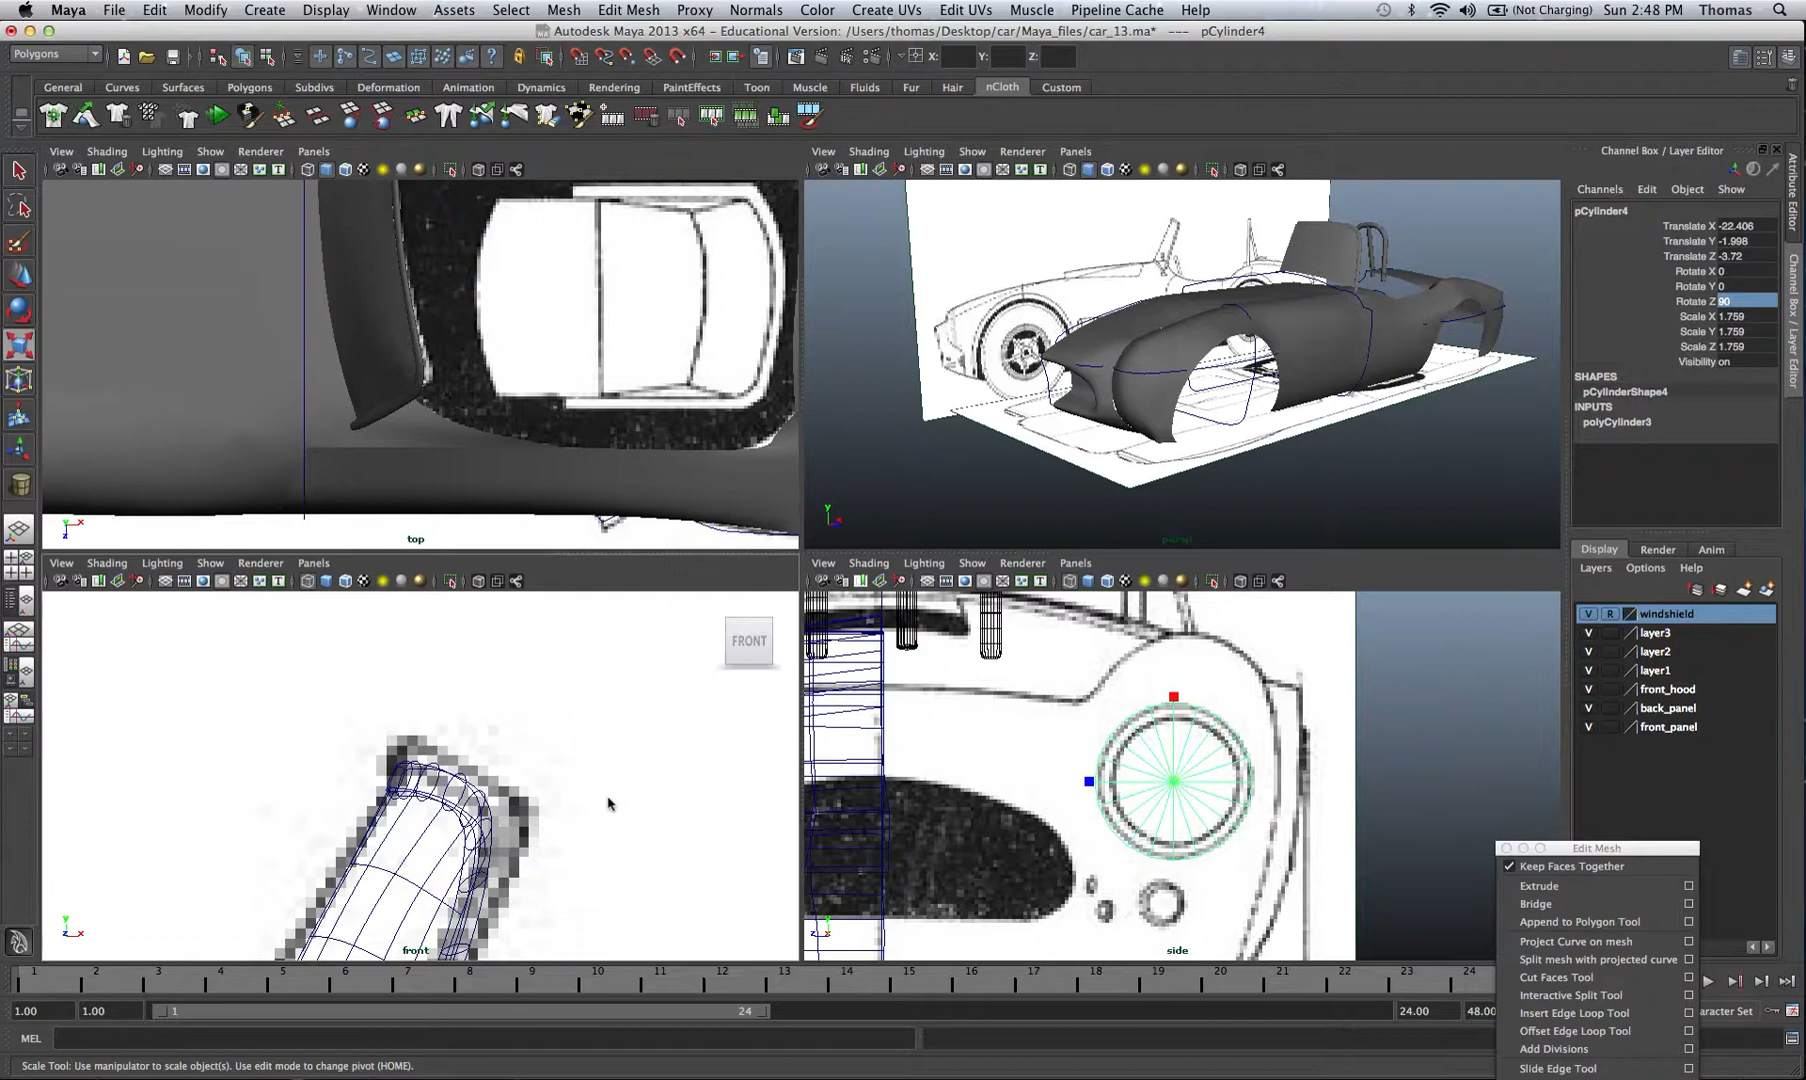 Maya File Edit Modify Create Display Window Assets Select Mesh Edit Mesh Proxy Normals Color Create UVs Edit UVs Muscle Pipeline Cache Help (Not Charging) Sun 2:48 PM Thomas
Autodesk Maya 2013 x64 - Educational Version: /Users/thomas/Desktop/car/Maya_files/car_13.ma* --- pCylinder4
Polygons X: Y: Z:
General Curves Surfaces Polygons Subdivs Deformation Animation Dynamics Rendering PaintEffects Toon Muscle Fluids Fur Hair nCloth Custom
View Shading Lighting Show Renderer Panels
View Shading Lighting Show Renderer Panels
Channel Box / Layer Editor
Channels Edit Object Show
pCylinder4
Translate X -22.406
Translate Y -1.998
Translate Z -3.72
Rotate X 0
Rotate Y 0
Rotate Z 90
Scale X 1.759
Scale Y 1.759
Scale Z 1.759
Visibility on
SHAPES
pCylinderShape4
INPUTS
polyCylinder3
Attribute Editor
Channel Box / Layer Editor
top
persp
View Shading Lighting Show Renderer Panels
View Shading Lighting Show Renderer Panels
Display Render Anim
Layers Options Help
V R windshield
V layer3
V layer2
V layer1
V front_hood
V back_panel
V front_panel
FRONT
front
side
Edit Mesh
Keep Faces Together
Extrude
Bridge
Append to Polygon Tool
Project Curve on mesh
Split mesh with projected curve
Cut Faces Tool
Interactive Split Tool
Insert Edge Loop Tool
Offset Edge Loop Tool
Add Divisions
Slide Edge Tool
1 2 3 4 5 6 7 8 9 10 11 12 13 14 15 16 17 18 19 20 21 22 23 24
1.00 1.00 1 24 24.00 48.00 aracter Set
MEL
Scale Tool: Use manipulator to scale object(s). Use edit mode to change pivot (HOME).